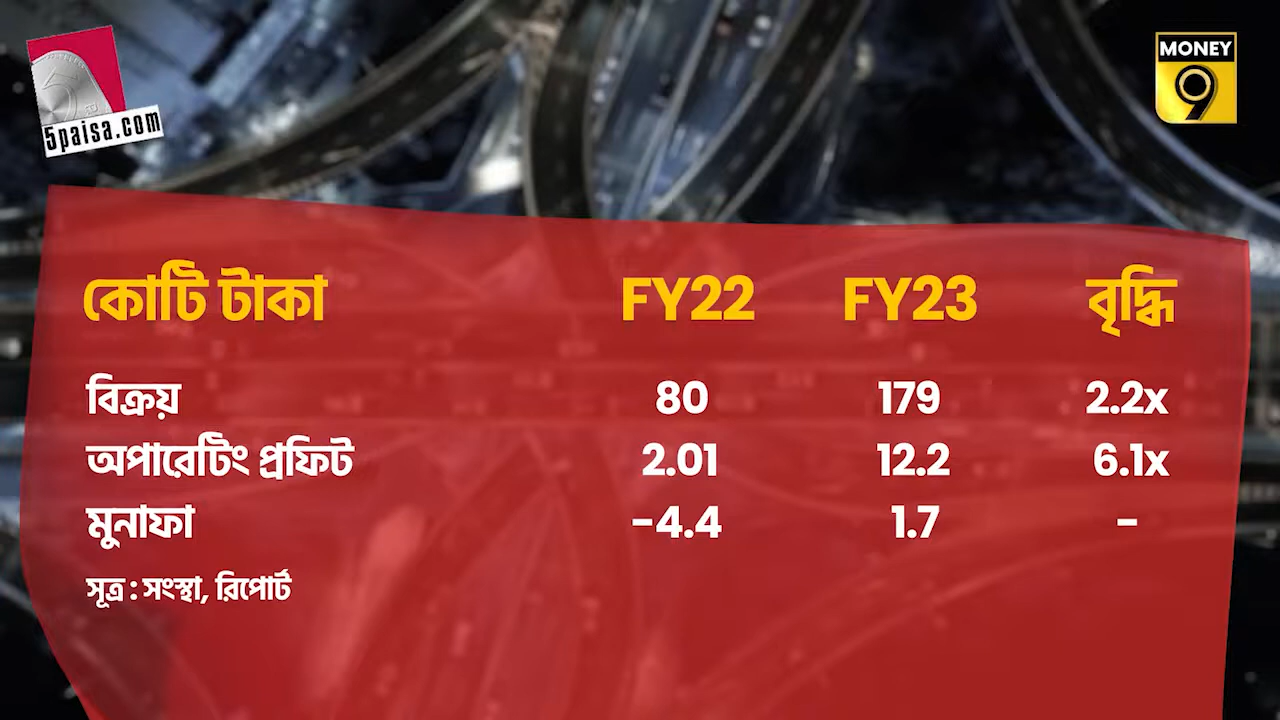 5paisa.com
MONEY
9
কোটি টাকা FY22 FY23 বৃদ্ধি
বিক্রয় 80 179 2.2x
অপারেটিং প্রফিট 2.01 12.2 6.1x
মুনাফা -4.4 1.7 -
সূত্র : সংস্থা, রিপোর্ট